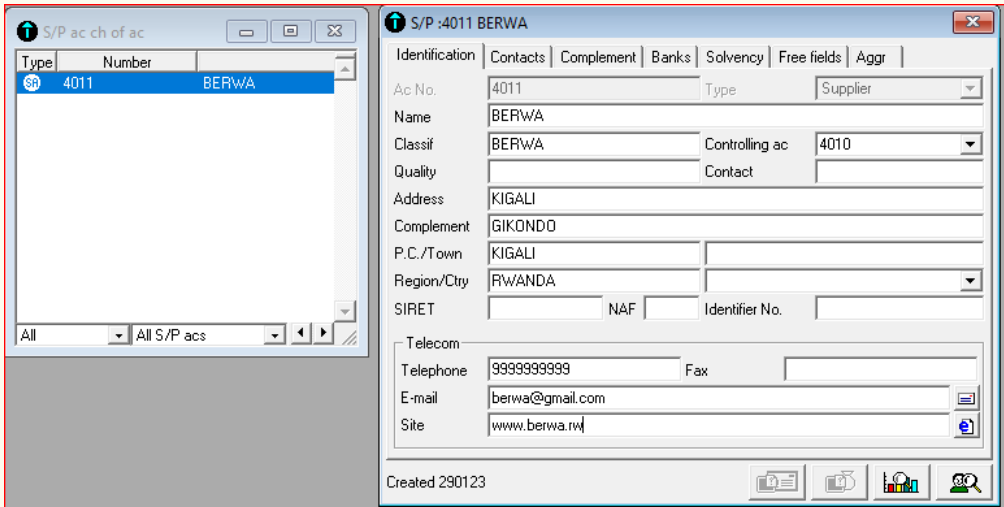 S/P ac ch of ac
Type Number
SA 4011 BERWA
All All S/P acs
S/P :4011 BERWA
Identification Contacts Complement Banks Solvency Free fields Aggr
Ac No. 4011 Type Supplier
Name BERWA
Classif BERWA Controlling ac 4010
Quality Contact
Address KIGALI
Complement GIKONDO
P.C./Town KIGALI
Region/Ctry RWANDA
SIRET NAF Identifier No.
Telecom
Telephone 9999999999 Fax
E-mail berwa@gmail.com
Site www.berwa.rw
Created 290123